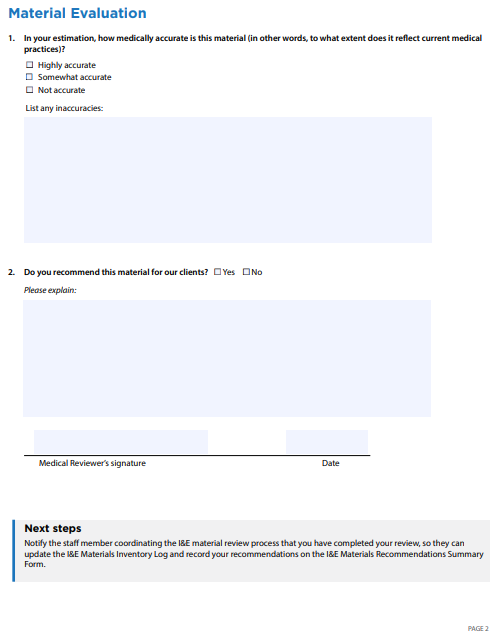 Material Evaluation
1. In your estimation, how medically accurate is this material (in other words, to what extent does it reflect current medical
practices)?
☐ Highly accurate
☐ Somewhat accurate
☐ Not accurate
List any inaccuracies:
2. Do you recommend this material for our clients? ☐ Yes ☐ No
Please explain:
Medical Reviewer's signature Date
Next steps
Notify the staff member coordinating the I&E material review process that you have completed your review, so they can
update the I&E Materials Inventory Log and record your recommendations on the I&E Materials Recommendations Summary
Form.
PAGE 2